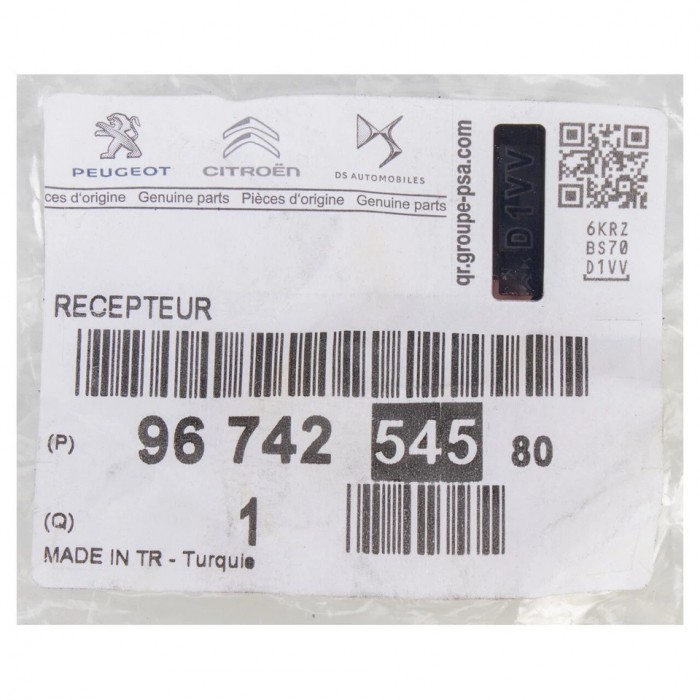 PEUGEOT
CITROËN
DS AUTOMOBILES
ces d'origine Genuine parts Pièces d'origine Genuine parts
qr.groupe-psa.com
D1VV
6KRZ
BS70
D1VV
RECEPTEUR
(P) 96 742 545 80
(Q) 1
MADE IN TR - Turquie